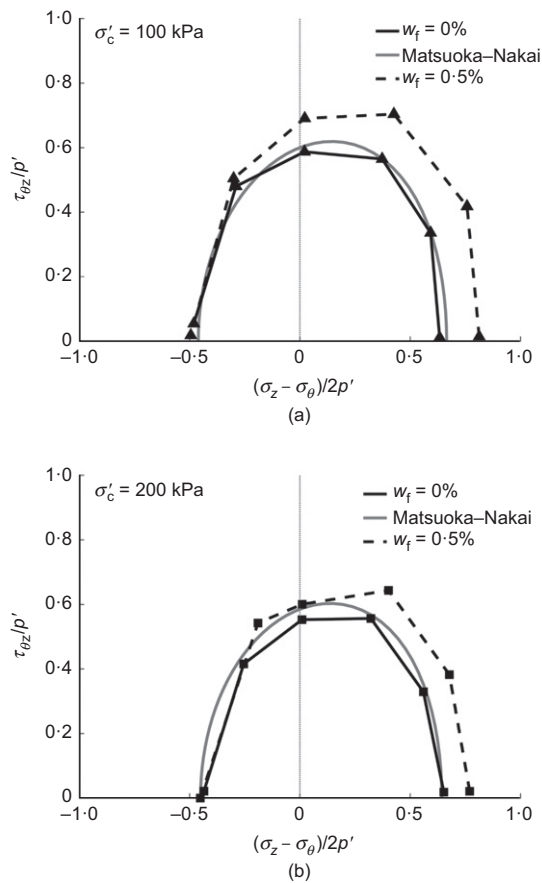 1·0
σ′c = 100 kPa
wf = 0%
Matsuoka–Nakai
wf = 0·5%
0·8
0·6
τθz/p′
0·4
0·2
0
–1·0 –0·5 0 0·5 1·0
(σz – σθ)/2p′
(a)
1·0
σ′c = 200 kPa
wf = 0%
Matsuoka–Nakai
wf = 0·5%
0·8
0·6
τθz/p′
0·4
0·2
0
–1·0 –0·5 0 0·5 1·0
(σz – σθ)/2p′
(b)